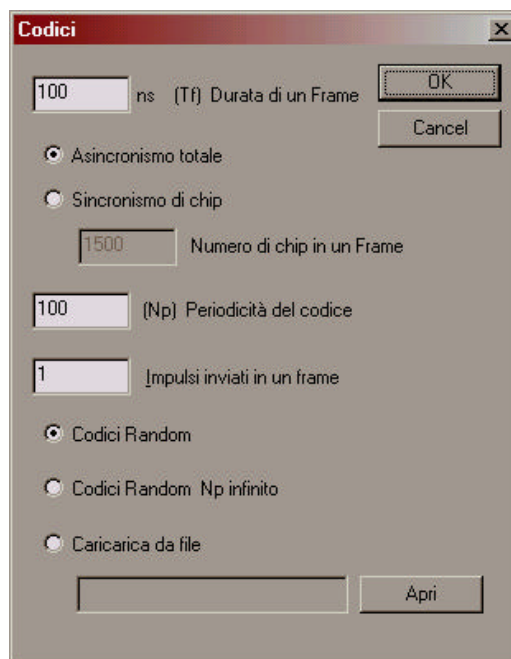 Codici
100 ns (Tf) Durata di un Frame
OK
Cancel
Asincronismo totale
Sincronismo di chip
1500 Numero di chip in un Frame
100 (Np) Periodicità del codice
1 Impulsi inviati in un frame
Codici Random
Codici Random Np infinito
Caricarica da file
Apri